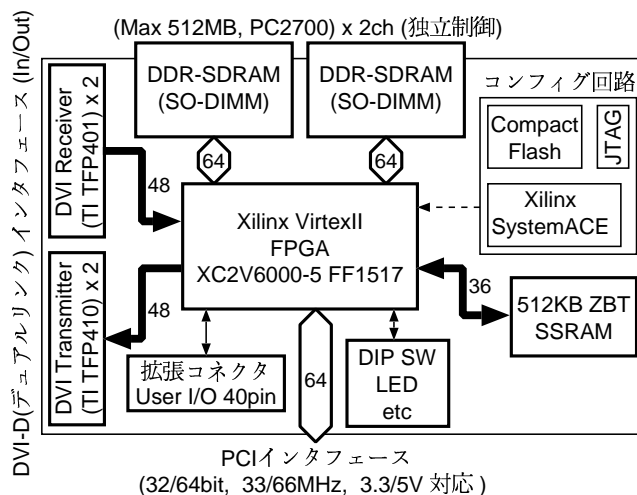 (Max 512MB, PC2700) x 2ch (独立制御)
DVI-D(デュアルリンク) インタフェース (In/Out)
DVI Receiver
(TI TFP401) x 2
DDR-SDRAM
(SO-DIMM)
DDR-SDRAM
(SO-DIMM)
コンフィグ回路
Compact
Flash
JTAG
Xilinx
SystemACE
64
64
48
Xilinx VirtexII
FPGA
XC2V6000-5 FF1517
DVI Transmitter
(TI TFP410) x 2
48
36
512KB ZBT
SSRAM
拡張コネクタ
User I/O 40pin
64
DIP SW
LED
etc
PCIインタフェース
(32/64bit, 33/66MHz, 3.3/5V 対応 )